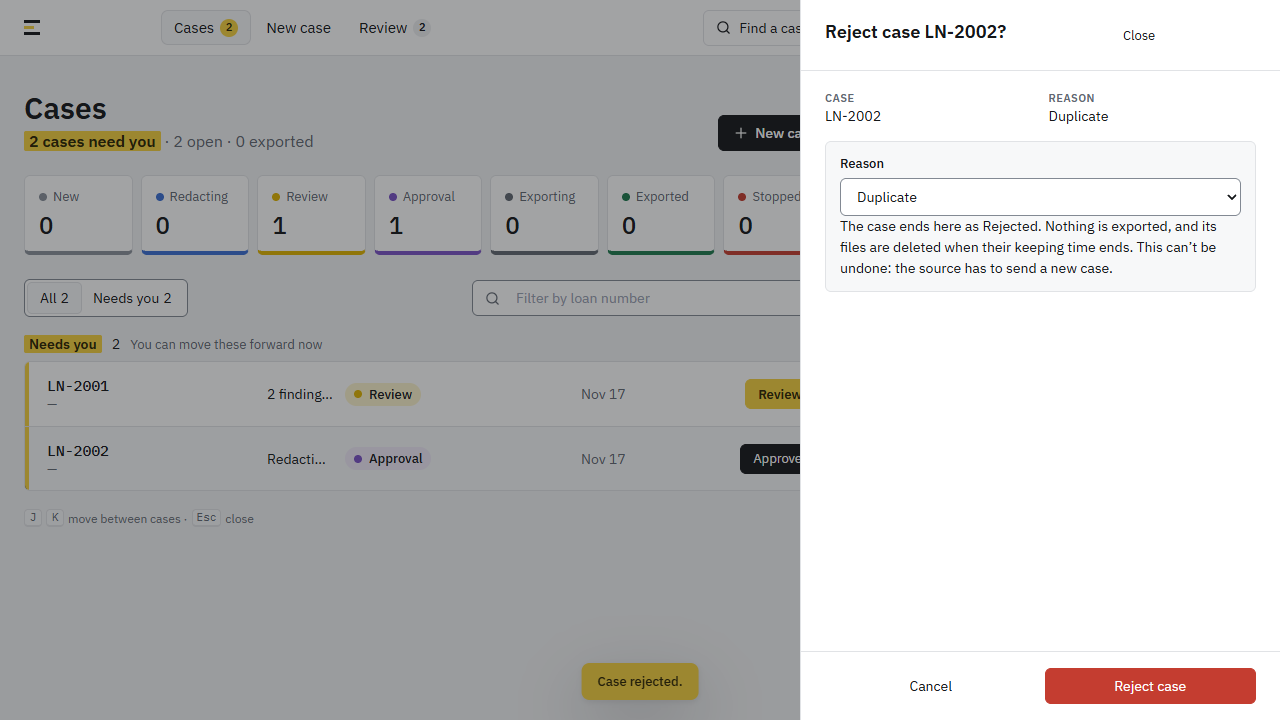 Cases 2 New case Review 2 Find a cas
Cases
2 cases need you · 2 open · 0 exported
New ca
New Redacting Review Approval Exporting Exported Stopped
0 0 1 1 0 0 0
All 2 Needs you 2 Filter by loan number
Needs you 2 You can move these forward now
LN-2001
—
2 finding... Review Nov 17 Review
LN-2002
—
Redacti... Approval Nov 17 Approve
J K move between cases · Esc close
Case rejected.
Reject case LN-2002?
Close
CASE REASON
LN-2002 Duplicate
Reason
Duplicate
The case ends here as Rejected. Nothing is exported, and its
files are deleted when their keeping time ends. This can't be
undone: the source has to send a new case.
Cancel Reject case